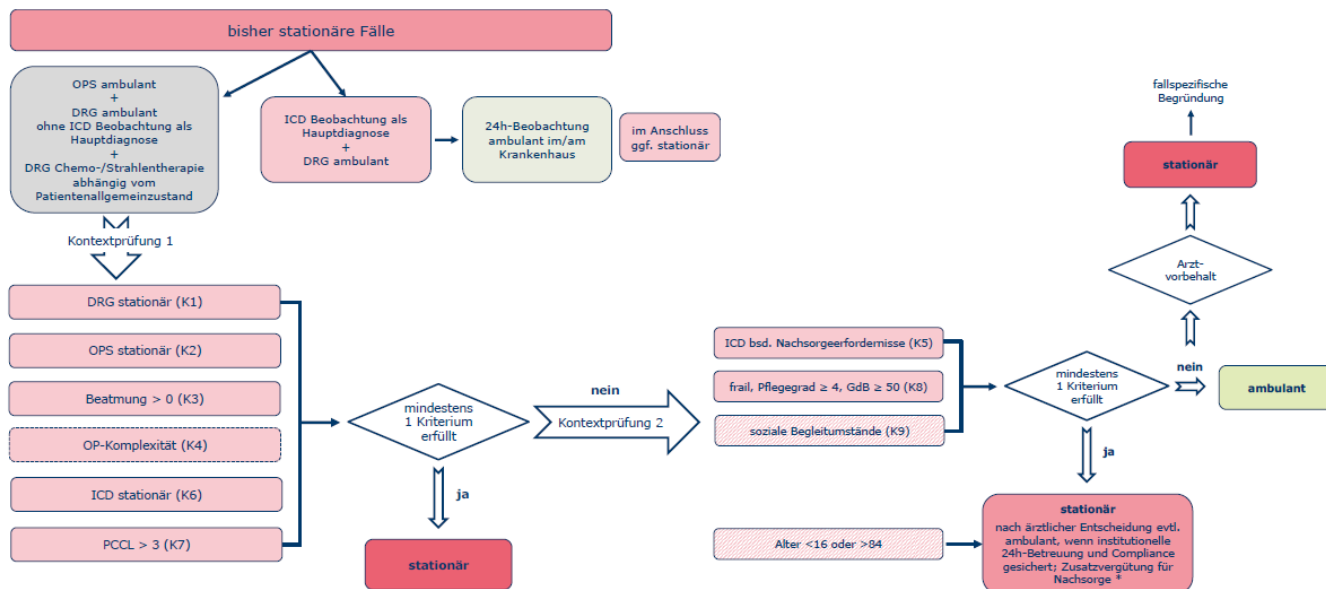 bisher stationäre Fälle
OPS ambulant
+
DRG ambulant
ohne ICD Beobachtung als
Hauptdiagnose
+
DRG Chemo-/Strahlentherapie
abhängig vom
Patientenallgemeinzustand
ICD Beobachtung als
Hauptdiagnose
+
DRG ambulant
24h-Beobachtung
ambulant im/am
Krankenhaus
im Anschluss
ggf. stationär
Kontextprüfung 1
DRG stationär (K1)
OPS stationär (K2)
Beatmung > 0 (K3)
OP-Komplexität (K4)
ICD stationär (K6)
PCCL > 3 (K7)
mindestens
1 Kriterium
erfüllt
ja
stationär
nein
Kontextprüfung 2
ICD bsd. Nachsorgeerfordernisse (K5)
frail, Pflegegrad ≥ 4, GdB ≥ 50 (K8)
soziale Begleitumstände (K9)
Alter <16 oder >84
mindestens
1 Kriterium
erfüllt
nein
ambulant
Arzt-
vorbehalt
stationär
fallspezifische
Begründung
ja
stationär
nach ärztlicher Entscheidung evtl.
ambulant, wenn institutionelle
24h-Betreuung und Compliance
gesichert; Zusatzvergütung für
Nachsorge *